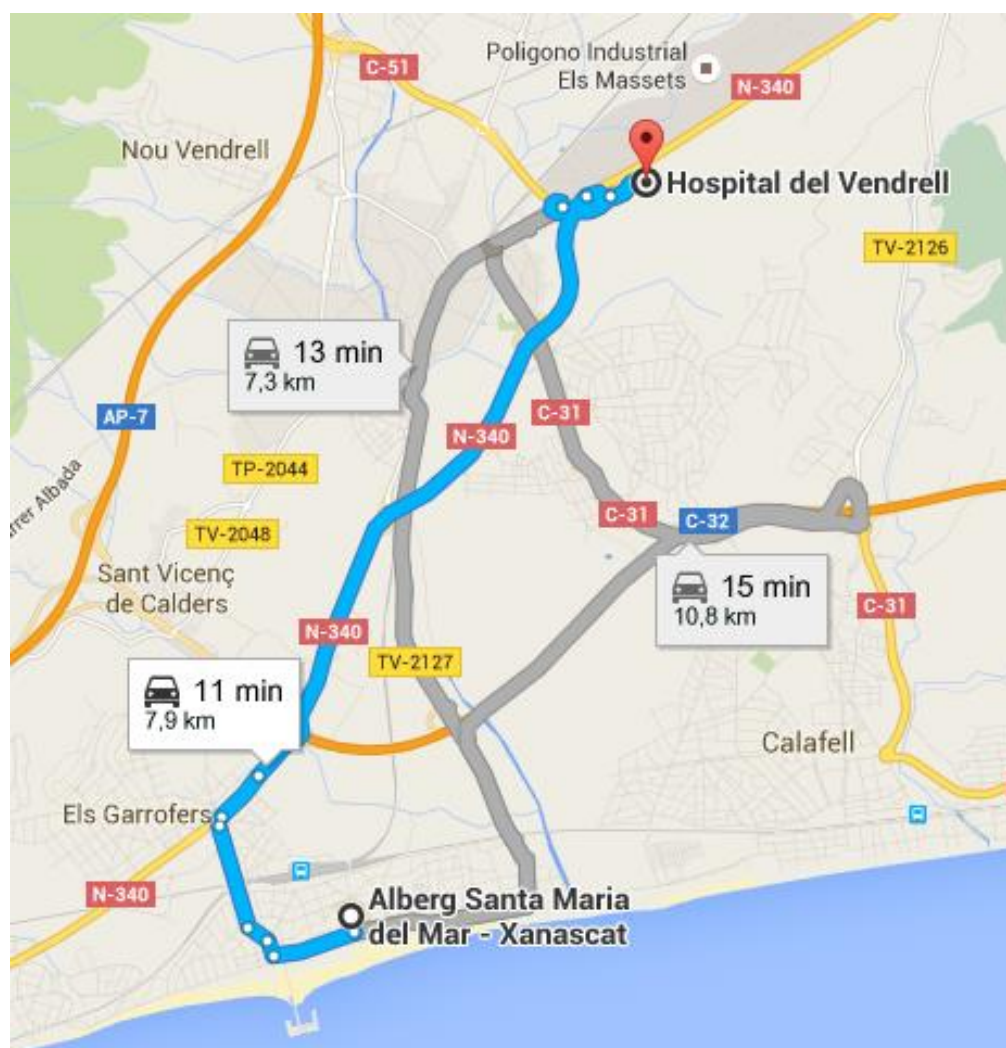 C-51
Poligono Industrial
Els Massets
N-340
Nou Vendrell
Hospital del Vendrell
TV-2126
13 min
7,3 km
AP-7
C-31
N-340
TP-2044
rrer Albada
C-31
C-32
TV-2048
Sant Vicenç
de Calders
15 min
10,8 km
C-31
N-340
TV-2127
11 min
7,9 km
Calafell
Els Garrofers
N-340
Alberg Santa Maria
del Mar - Xanascat